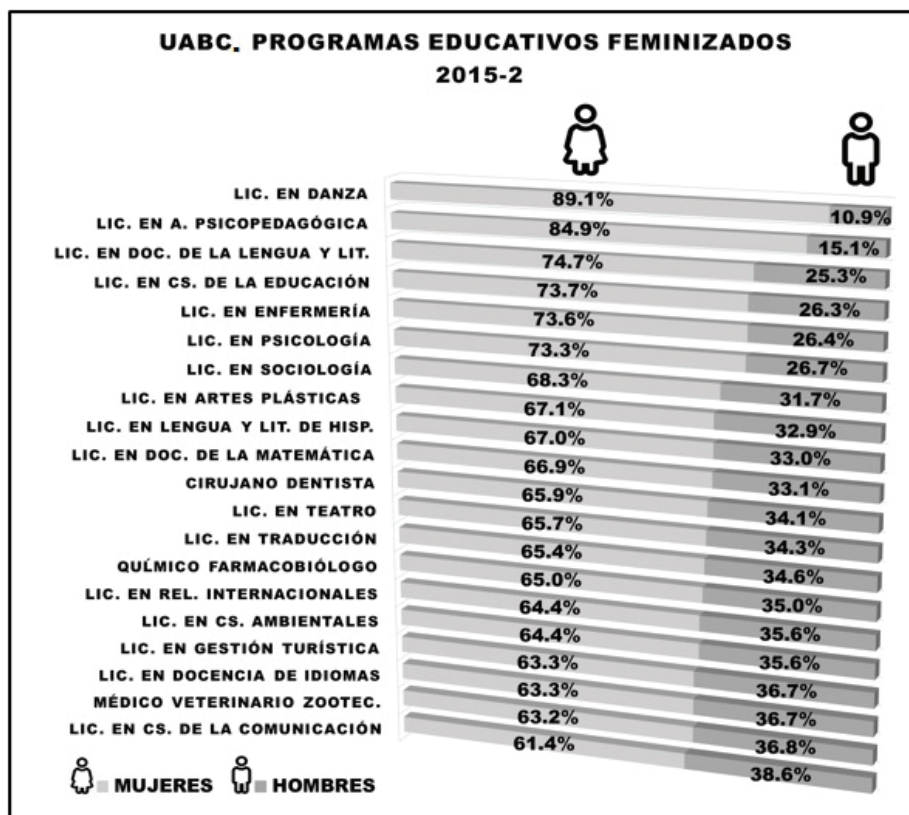 UABC. PROGRAMAS EDUCATIVOS FEMINIZADOS
2015-2
LIC. EN DANZA 89.1% 10.9%
LIC. EN A. PSICOPEDAGÓGICA 84.9% 15.1%
LIC. EN DOC. DE LA LENGUA Y LIT. 74.7% 25.3%
LIC. EN CS. DE LA EDUCACIÓN 73.7% 26.3%
LIC. EN ENFERMERÍA 73.6% 26.4%
LIC. EN PSICOLOGÍA 73.3% 26.7%
LIC. EN SOCIOLOGÍA 68.3% 31.7%
LIC. EN ARTES PLÁSTICAS 67.1% 32.9%
LIC. EN LENGUA Y LIT. DE HISP. 67.0% 33.0%
LIC. EN DOC. DE LA MATEMÁTICA 66.9% 33.1%
CIRUJANO DENTISTA 65.9% 34.1%
LIC. EN TEATRO 65.7% 34.3%
LIC. EN TRADUCCIÓN 65.4% 34.6%
QUÍMICO FARMACOBIÓLOGO 65.0% 35.0%
LIC. EN REL. INTERNACIONALES 64.4% 35.6%
LIC. EN CS. AMBIENTALES 64.4% 35.6%
LIC. EN GESTIÓN TURÍSTICA 63.3% 36.7%
LIC. EN DOCENCIA DE IDIOMAS 63.3% 36.7%
MÉDICO VETERINARIO ZOOTEC. 63.2% 36.8%
LIC. EN CS. DE LA COMUNICACIÓN 61.4% 38.6%
MUJERES HOMBRES